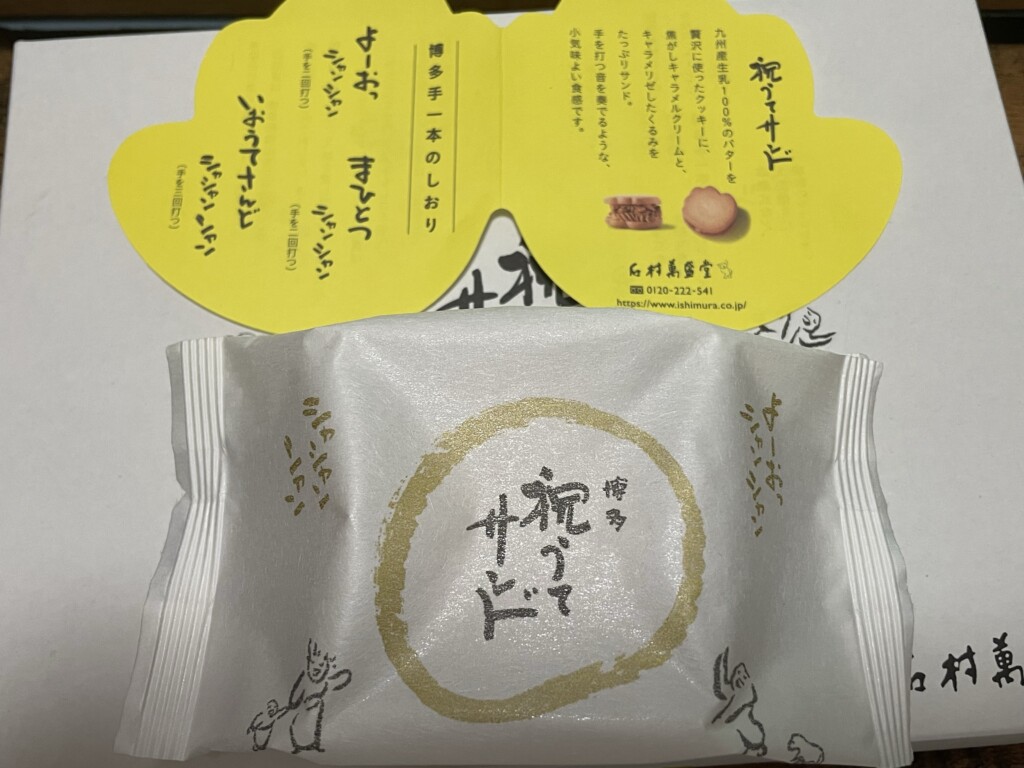 祝うてサンド
九州産生乳100%のバターを
贅沢に使ったクッキーに、
焦がしキャラメルクリームと、
キャラメリゼしたくるみを
たっぷりサンド。
手を打つ音を奏でるような、
小気味よい食感です。
石村萬盛堂
0120-222-541
https://www.ishimura.co.jp/
博多手一本のしおり
よーおっ
シャンシャン
(手を二回打つ)
まひとつ
シャンシャン
(手を二回打つ)
いおうてさんど
シャシャンシャン
(手を三回打つ)
祝
サ
よーおっ
シャンシャン
博多
祝うて
サンド
シャシャン
シャン
石村萬